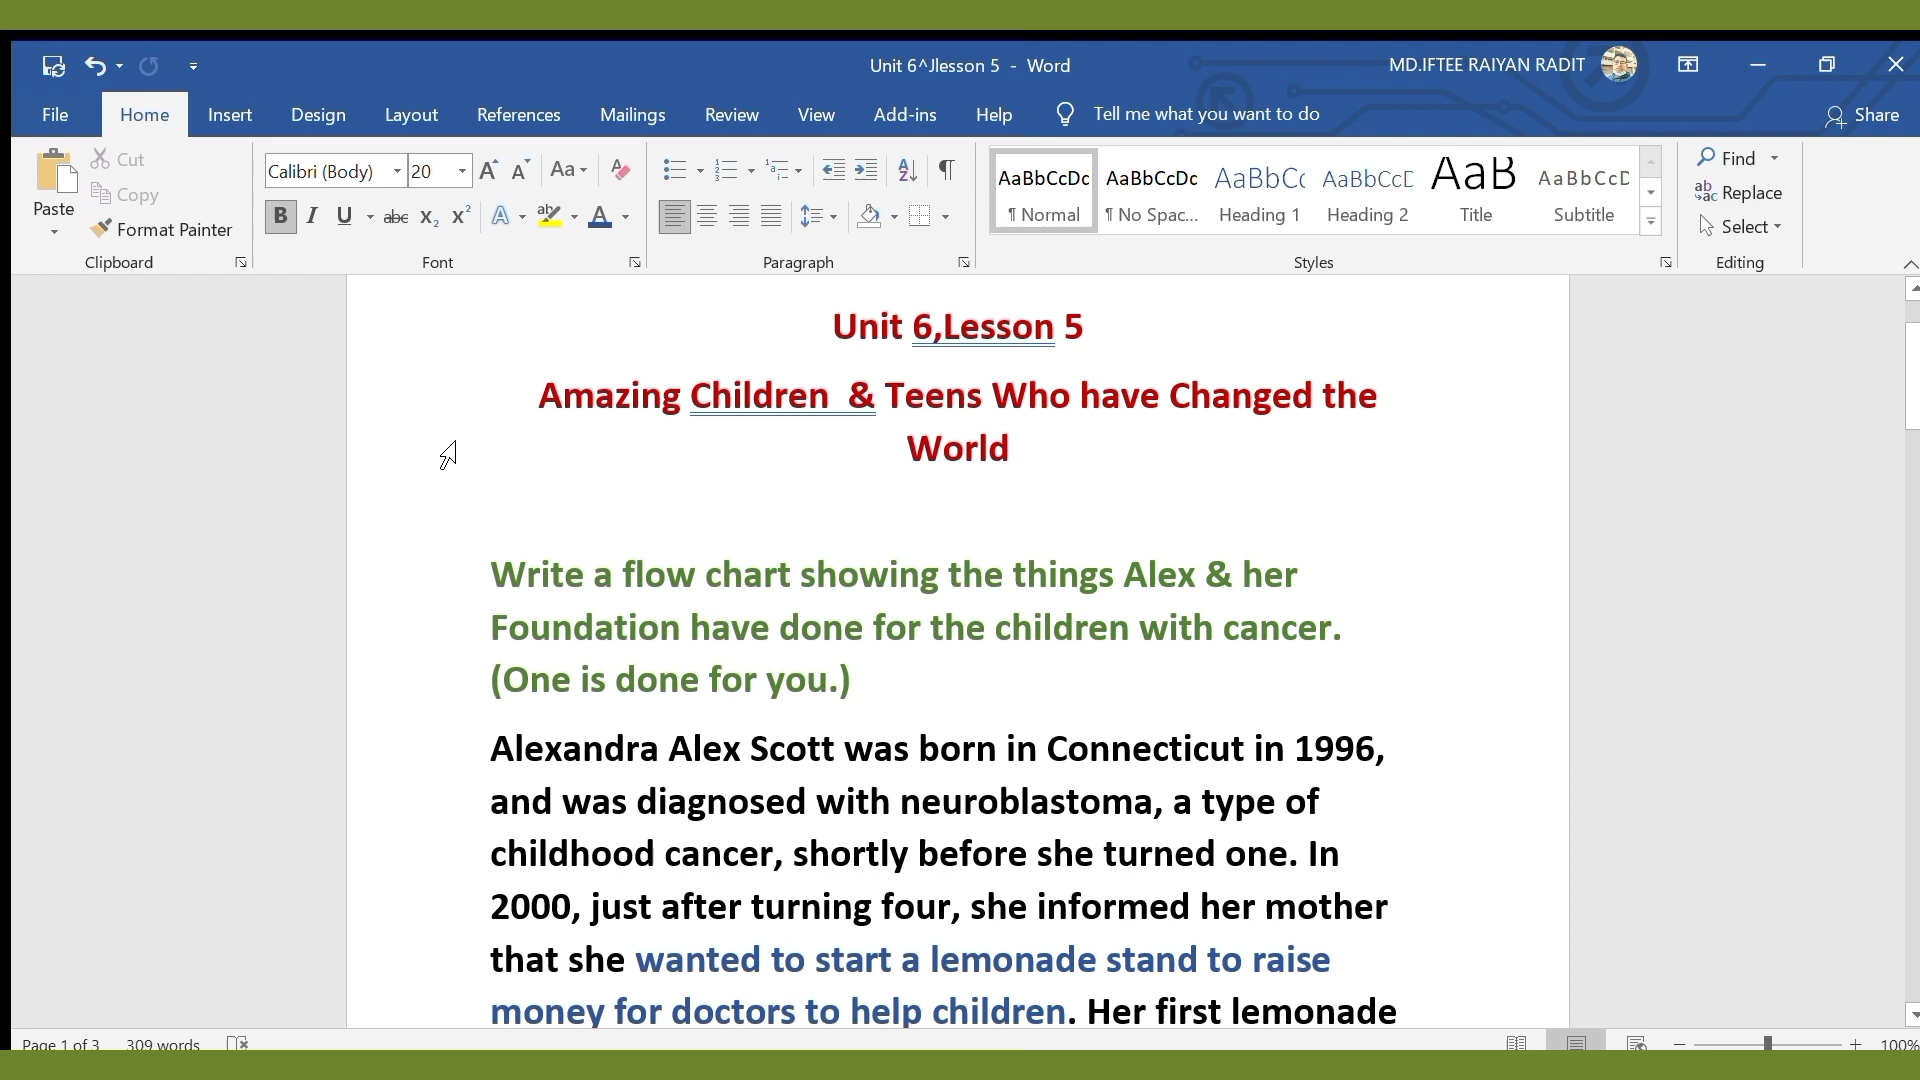 Unit 6^Jlesson 5 - Word
MD.IFTEE RAIYAN RADIT
File Home Insert Design Layout References Mailings Review View Add-ins Help Tell me what you want to do Share
Paste
Cut
Copy
Format Painter
Clipboard
Calibri (Body) 20
Font
Paragraph
AaBbCcDc AaBbCcDc AaBbCc AaBbCcD AaB AaBbCcD
¶ Normal ¶ No Spac... Heading 1 Heading 2 Title Subtitle
Styles
Find
Replace
Select
Editing
Unit 6,Lesson 5
Amazing Children & Teens Who have Changed the
World
Write a flow chart showing the things Alex & her
Foundation have done for the children with cancer.
(One is done for you.)
Alexandra Alex Scott was born in Connecticut in 1996,
and was diagnosed with neuroblastoma, a type of
childhood cancer, shortly before she turned one. In
2000, just after turning four, she informed her mother
that she wanted to start a lemonade stand to raise
money for doctors to help children. Her first lemonade
Page 1 of 3 309 words 100%